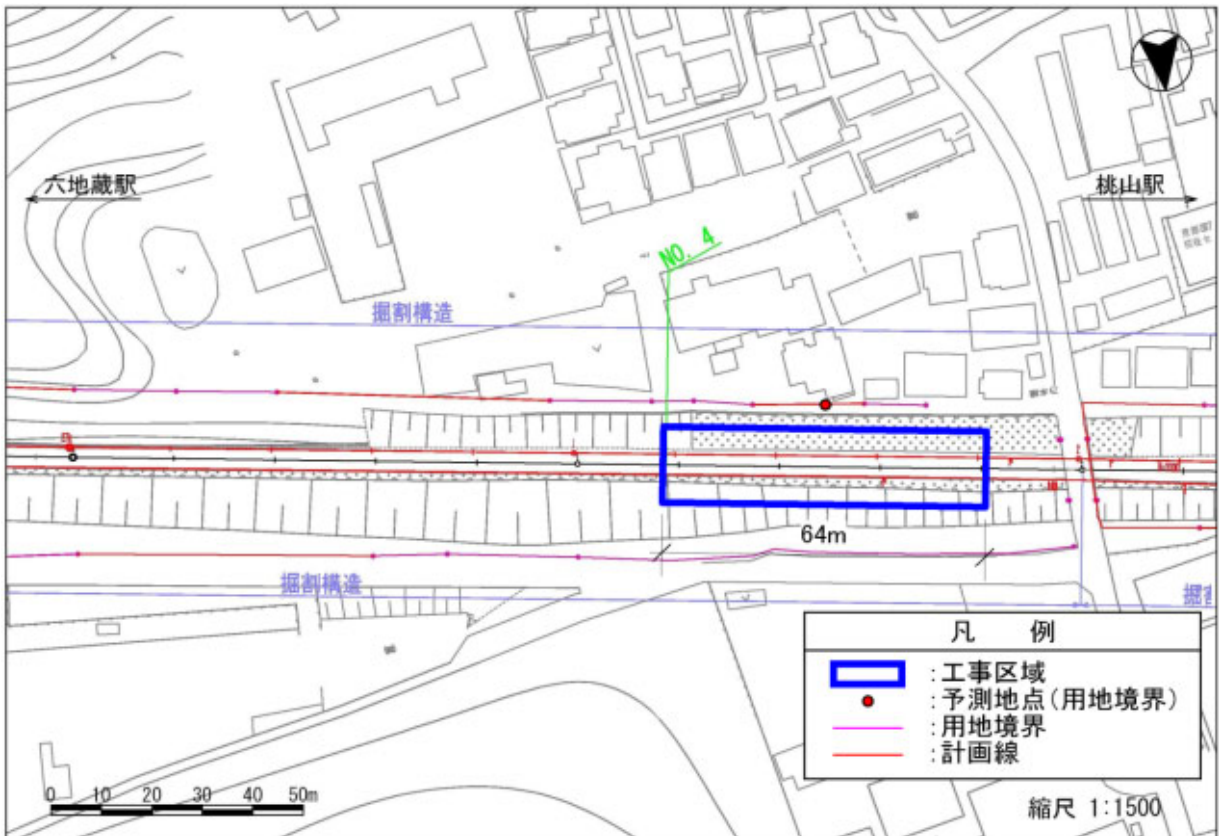 六地蔵駅
桃山駅
NO. 4
掘割構造
64m
掘割構造
掘割
凡 例
:工事区域
:予測地点(用地境界)
:用地境界
:計画線
0 10 20 30 40 50m
縮尺 1:1500